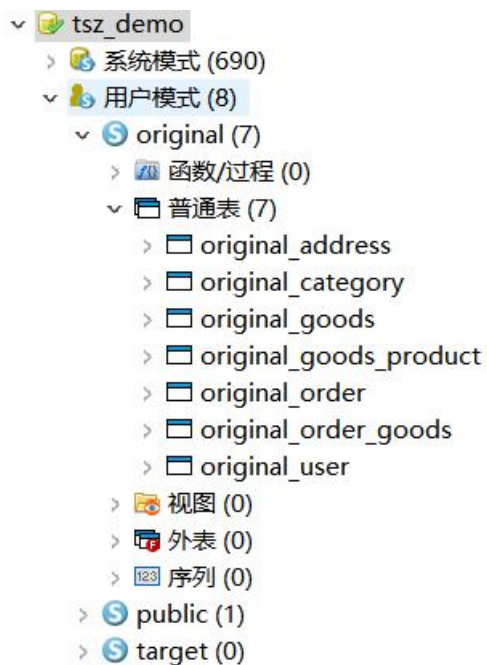 tsz_demo
系统模式 (690)
用户模式 (8)
original (7)
函数/过程 (0)
普通表 (7)
original_address
original_category
original_goods
original_goods_product
original_order
original_order_goods
original_user
视图 (0)
外表 (0)
序列 (0)
public (1)
target (0)